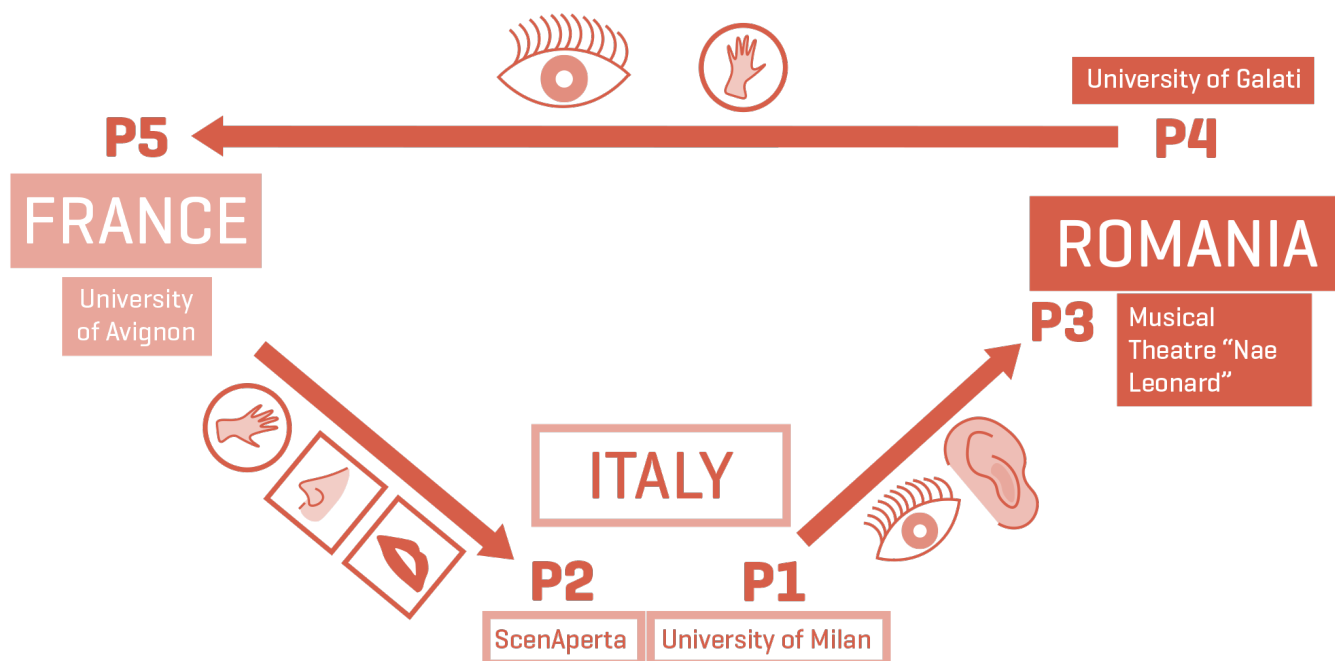 University of Galati
P5
P4
FRANCE
ROMANIA
University
of Avignon
P3
Musical
Theatre “Nae
Leonard”
ITALY
P2
P1
ScenAperta
University of Milan